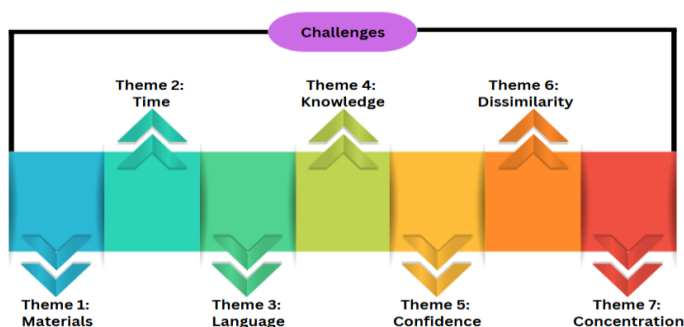 Challenges
Theme 2:
Time
Theme 4:
Knowledge
Theme 6:
Dissimilarity
Theme 1:
Materials
Theme 3:
Language
Theme 5:
Confidence
Theme 7:
Concentration